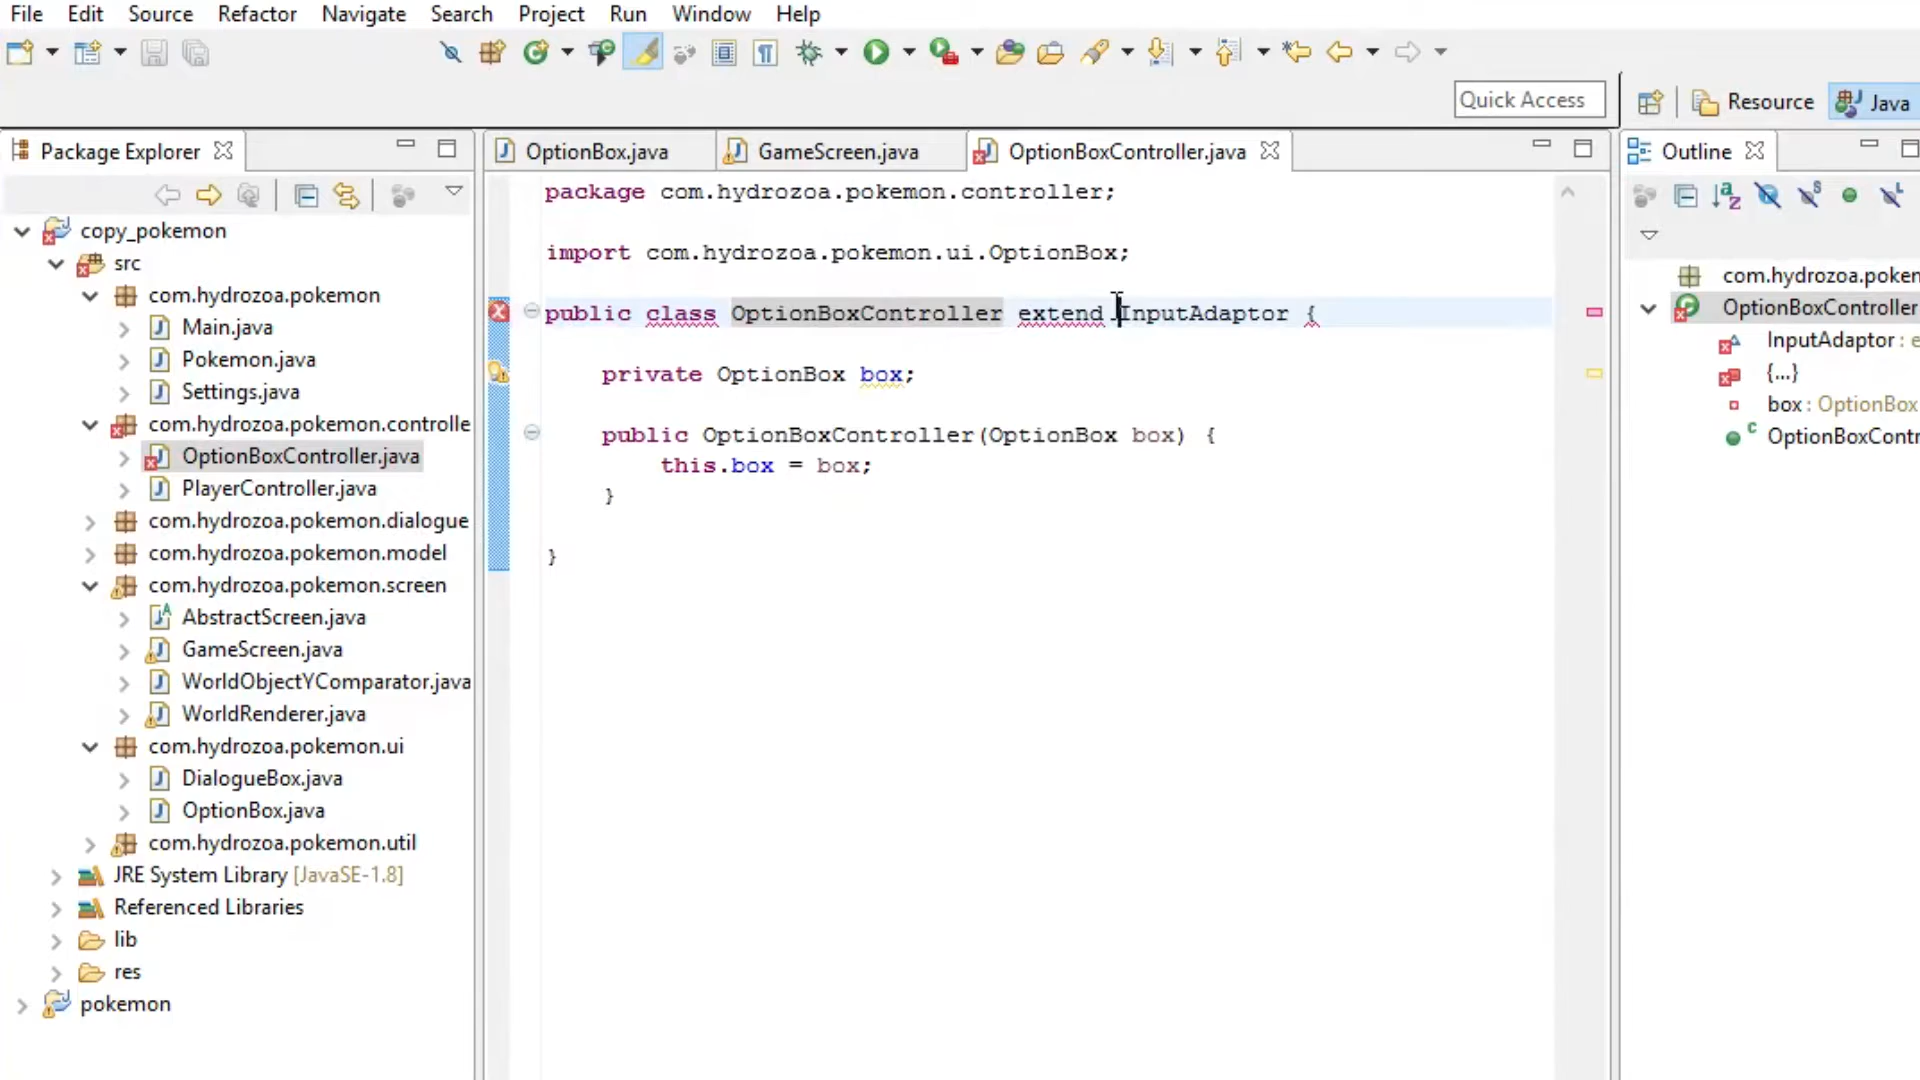 File Edit Source Refactor Navigate Search Project Run Window Help
Quick Access
Resource
Java
Package Explorer
OptionBox.java
GameScreen.java
OptionBoxController.java
Outline
copy_pokemon
src
com.hydrozoa.pokemon
Main.java
Pokemon.java
Settings.java
com.hydrozoa.pokemon.controlle
OptionBoxController.java
PlayerController.java
com.hydrozoa.pokemon.dialogue
com.hydrozoa.pokemon.model
com.hydrozoa.pokemon.screen
AbstractScreen.java
GameScreen.java
WorldObjectYComparator.java
WorldRenderer.java
com.hydrozoa.pokemon.ui
DialogueBox.java
OptionBox.java
com.hydrozoa.pokemon.util
JRE System Library [JavaSE-1.8]
Referenced Libraries
lib
res
pokemon
package com.hydrozoa.pokemon.controller;
import com.hydrozoa.pokemon.ui.OptionBox;
public class OptionBoxController extend InputAdaptor {
private OptionBox box;
public OptionBoxController(OptionBox box) {
this.box = box;
}
}
com.hydrozoa.poken
OptionBoxController
InputAdaptor : e
{...}
box : OptionBox
OptionBoxContr